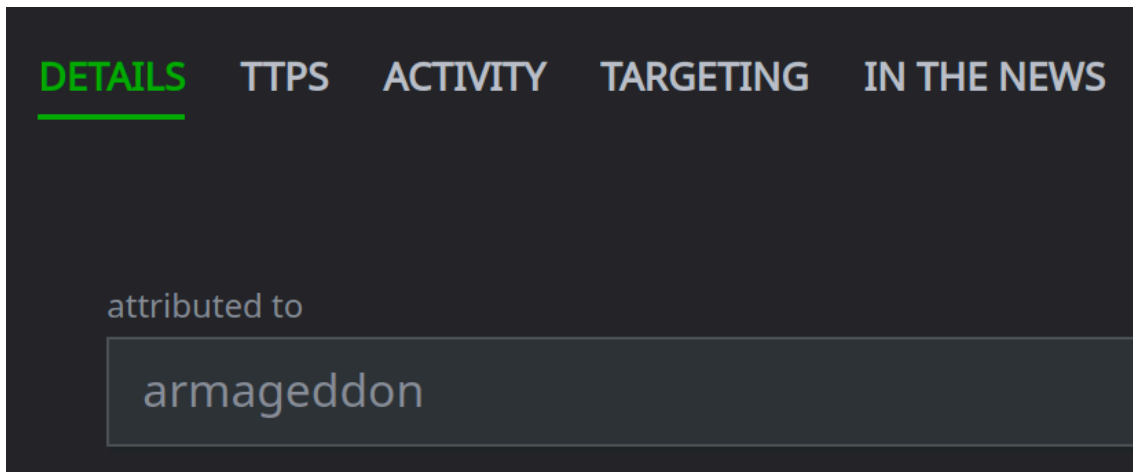 DETAILS TTPS ACTIVITY TARGETING IN THE NEWS
attributed to
armageddon